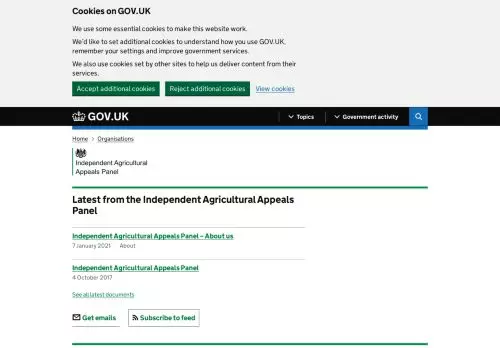 Cookies on GOV.UK
We use some essential cookies to make this website work.
We'd like to set additional cookies to understand how you use GOV.UK,
remember your settings and improve government services.
We also use cookies set by other sites to help us deliver content from their
services.
Accept additional cookies Reject additional cookies View cookies
GOV.UK Topics Government activity
Home Organisations
Independent Agricultural
Appeals Panel
Latest from the Independent Agricultural Appeals
Panel
Independent Agricultural Appeals Panel – About us
7 January 2021 About
Independent Agricultural Appeals Panel
4 October 2017
See all latest documents
Get emails Subscribe to feed